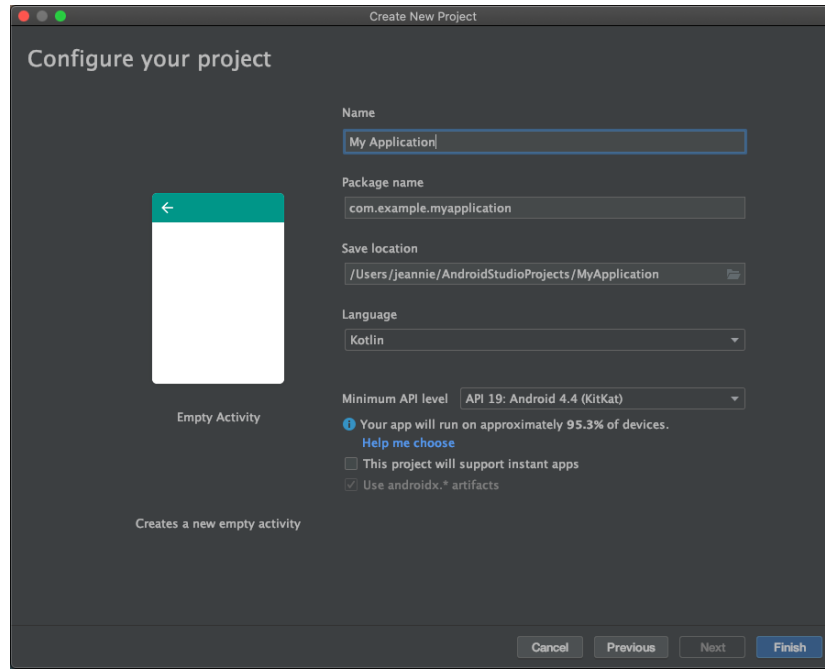 Create New Project
Configure your project
Name
My Application
Package name
com.example.myapplication
Save location
/Users/jeannie/AndroidStudioProjects/MyApplication
Language
Kotlin
Minimum API level API 19: Android 4.4 (KitKat)
Your app will run on approximately 95.3% of devices.
Help me choose
This project will support instant apps
Use androidx.* artifacts
Empty Activity
Creates a new empty activity
Cancel Previous Next Finish